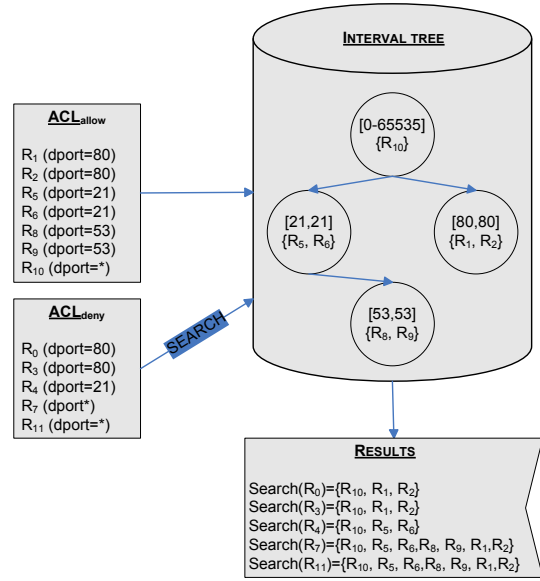 INTERVAL TREE
[0-65535]
{R10}
[21,21]
{R5, R6}
[80,80]
{R1, R2}
[53,53]
{R8, R9}
ACLallow
R1 (dport=80)
R2 (dport=80)
R5 (dport=21)
R6 (dport=21)
R8 (dport=53)
R9 (dport=53)
R10 (dport=*)
ACLdeny
R0 (dport=80)
R3 (dport=80)
R4 (dport=21)
R7 (dport*)
R11 (dport=*)
SEARCH
RESULTS
Search(R0)={R10, R1, R2}
Search(R3)={R10, R1, R2}
Search(R4)={R10, R5, R6}
Search(R7)={R10, R5, R6,R8, R9, R1,R2}
Search(R11)={R10, R5, R6,R8, R9, R1,R2}